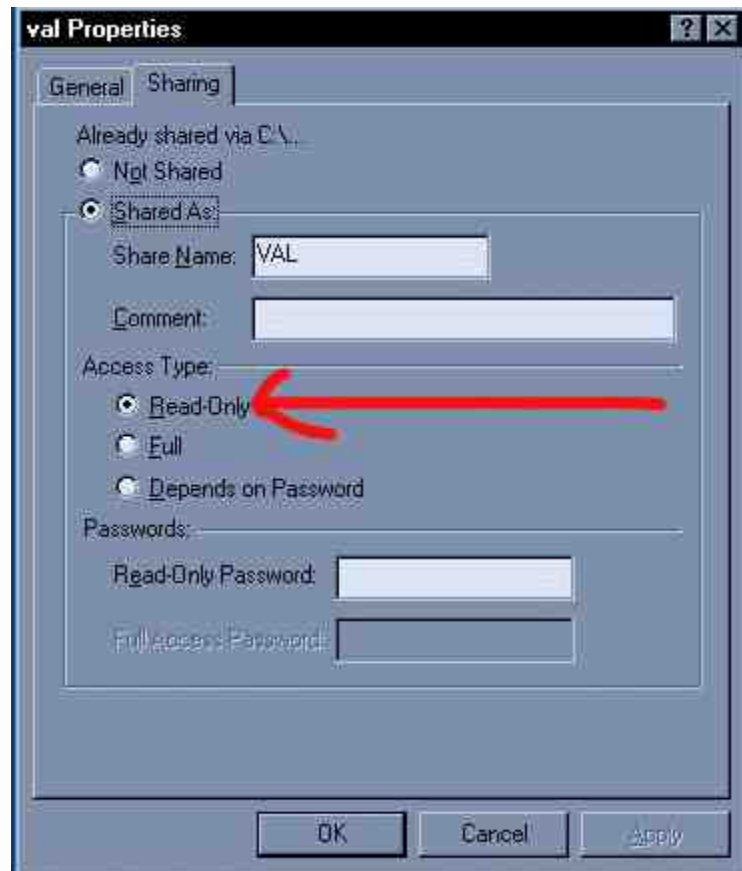 val Properties
General
Sharing
Already shared via C:\...
Not Shared
Shared As:
Share Name: VAL
Comment:
Access Type:
Read-Only
Full
Depends on Password
Passwords:
Read-Only Password:
Full Access Password:
OK
Cancel
Apply